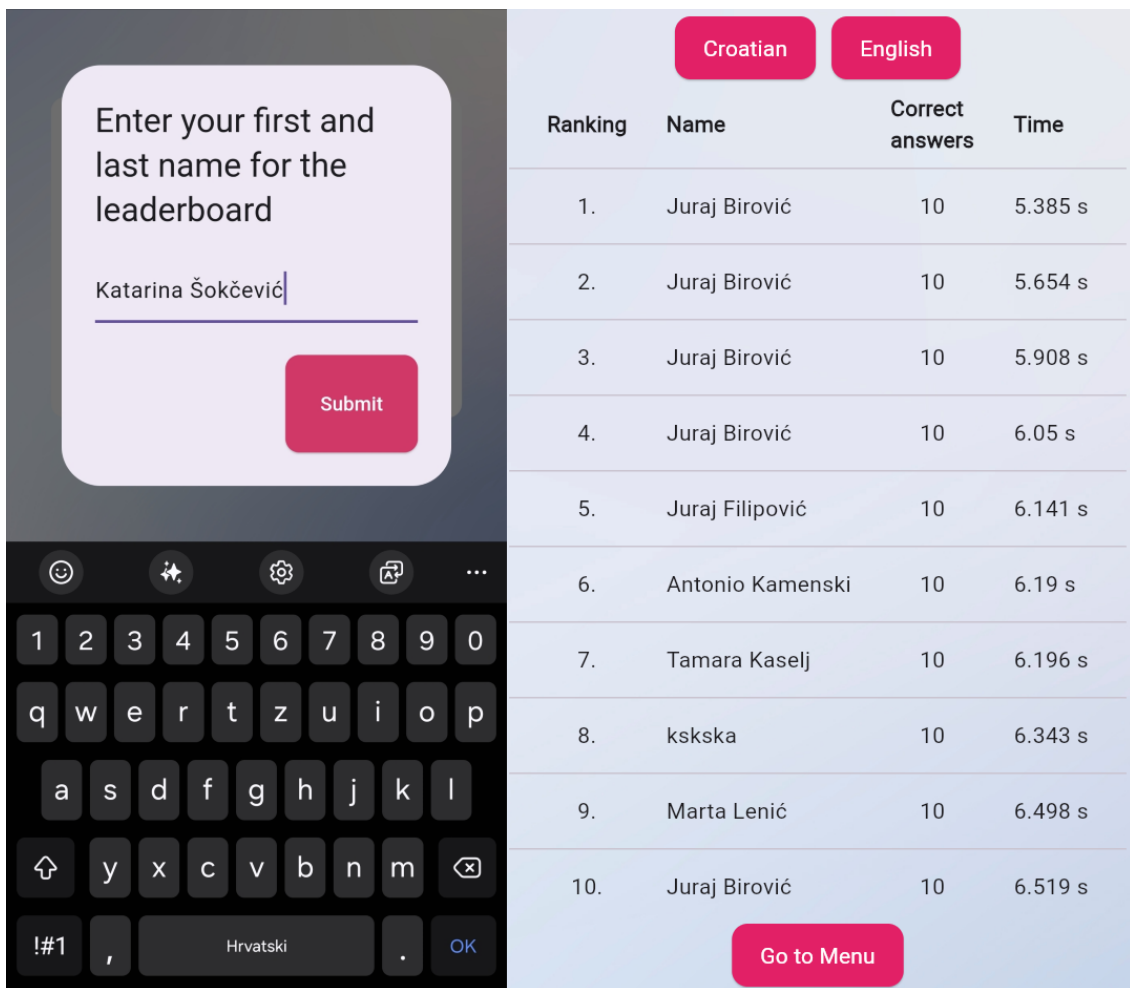 Enter your first and
last name for the
leaderboard
Katarina Šokčević
Submit
1 2 3 4 5 6 7 8 9 0
q w e r t z u i o p
a s d f g h j k l
y x c v b n m
!#1 , Hrvatski . OK
Croatian English
Ranking Name Correct answers Time
1. Juraj Birović 10 5.385 s
2. Juraj Birović 10 5.654 s
3. Juraj Birović 10 5.908 s
4. Juraj Birović 10 6.05 s
5. Juraj Filipović 10 6.141 s
6. Antonio Kamenski 10 6.19 s
7. Tamara Kaselj 10 6.196 s
8. kskska 10 6.343 s
9. Marta Lenić 10 6.498 s
10. Juraj Birović 10 6.519 s
Go to Menu